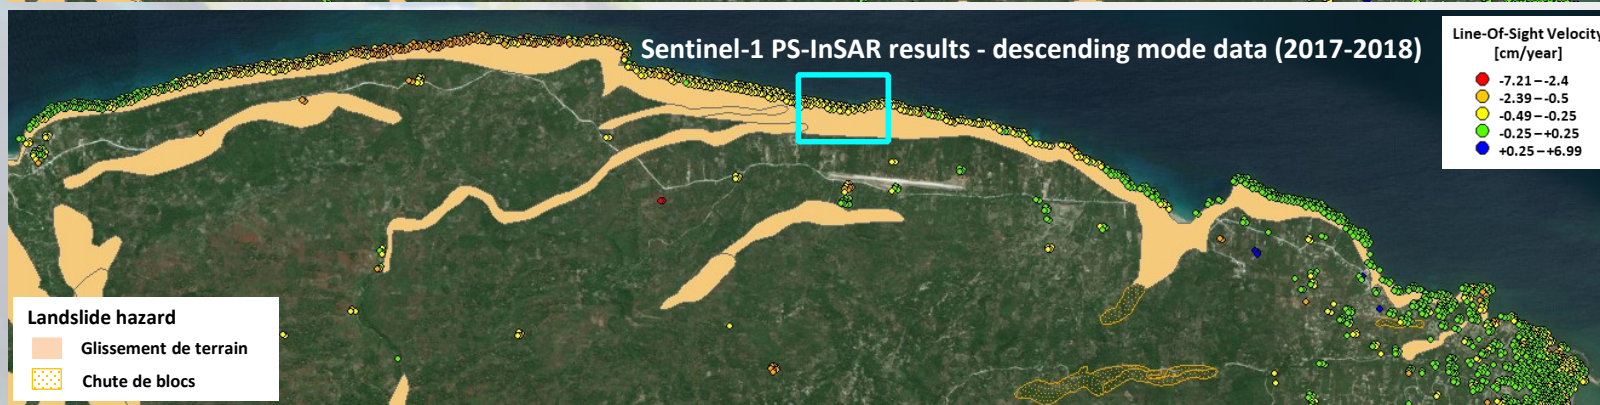 Sentinel-1 PS-InSAR results - descending mode data (2017-2018)
Line-Of-Sight Velocity
[cm/year]
-7.21 – -2.4
-2.39 – -0.5
-0.49 – -0.25
-0.25 – +0.25
+0.25 – +6.99
Landslide hazard
Glissement de terrain
Chute de blocs